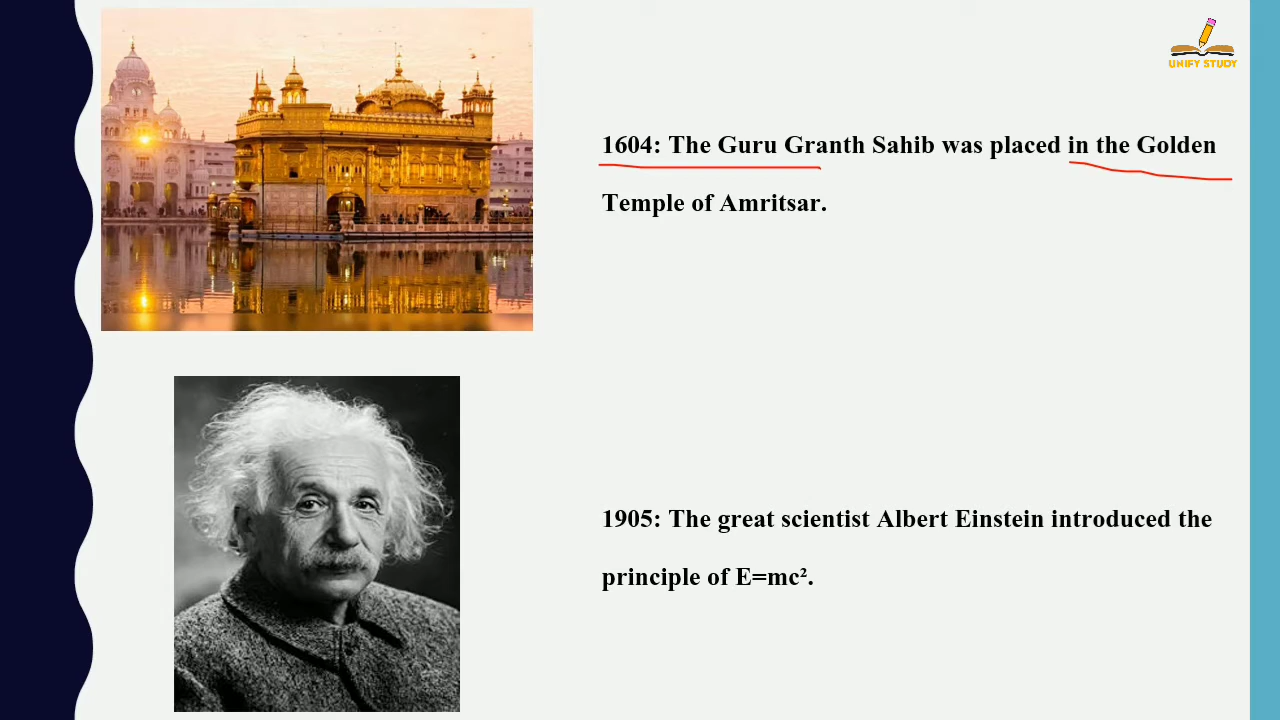 UNIFY STUDY
1604: The Guru Granth Sahib was placed in the Golden
Temple of Amritsar.
1905: The great scientist Albert Einstein introduced the
principle of E=mc².